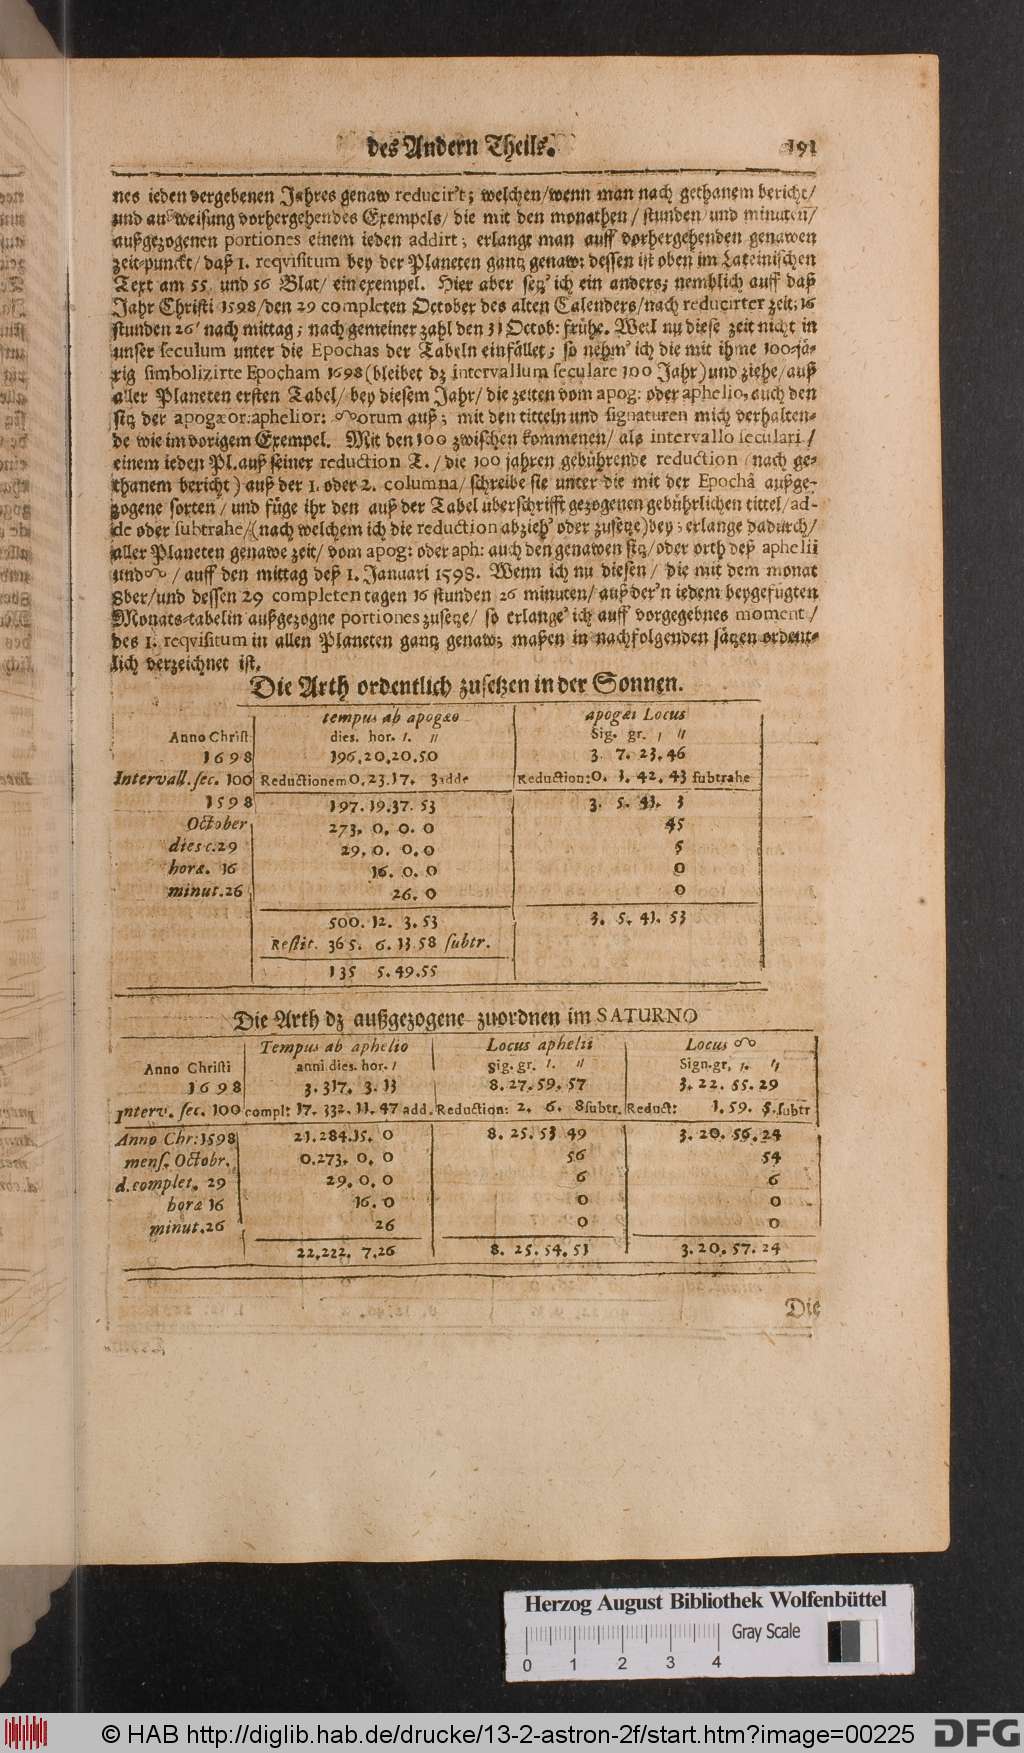 des Andern Theils. 191
nes ieden vergebenen Jahres genaw reducir't; welchen/wenn man nach gethanem bericht/
und außweisung vorhergehendes Exempels/ die mit den monathen/ stunden/ und minuten/
außgezogenen portiones einem ieden addirt; erlangt man auff vorhergehenden genawen
zeit-punckt/ daß 1. reqvisitum bey der Planeten gantz genaw: dessen ist oben im Lateinischen
Text am 55. und 56 Blat/ ein exempel. Hier aber setz' ich ein anders; nemblich auff daß
Jahr Christi 1598/den 29 completen October des alten Calenders/nach reducirter zeit; 16
stunden 26' nach mittag; nach gemeiner zahl den 31 Octob: frühe. Weil nu diese zeit nicht in
unser seculum unter die Epochas der Tabeln einfället; so nehm' ich die mit ihme 100-jä-
rig simbolizirte Epocham 1698 (bleibet dz intervallum seculare 100 Jahr) und ziehe/auß
aller Planeten ersten Tabel/ bey diesem Jahr/ die zeiten vom apog: oder aphelio, auch den
sitz der apogæor: aphelior: ☊orum auß; mit den titteln und signaturen mich verhalten-
de wie im vorigem Exempel. Mit den 100 zwischen kommenen/ als intervallo seculari/
einem ieden Pl. auß seiner reduction T./ die 100 jahren gebührende reduction (nach ge-
thanem bericht) auß der 1. oder 2. columna/ schreibe sie unter die mit der Epochâ außge-
zogene sorten/ und füge ihr den auß der Tabel überschrifft gezogenen gebührlichen tittel/ad-
de oder subtrahe/(nach welchem ich die reduction abzieh' oder zusetze) bey; erlange dadurch/
aller Planeten genawe zeit/ vom apog: oder aph: auch den genawen sitz/oder orth deß aphelii
und ☊/ auff den mittag deß 1. Januari 1598. Wenn ich nu diesen/ die mit dem monat
8ber/und dessen 29 completen tagen 16 stunden 26 minuten/ auß der'n iedem beygefügten
Monats-tabelin außgezogne portiones zusetze/ so erlange' ich auff vorgegebnes moment/
des 1. reqvisitum in allen Planeten gantz genaw; maßen in nachfolgenden sätzen ordent-
lich verzeichnet ist.
Die Arth ordentlich zusetzen in der Sonnen.
tempus ab apogæo apogæi Locus
Anno Christ: dies. hor. ı. ıı Sig. gr. ı ıı
1698 196.20.20.50 3. 7. 23. 46
Intervall. sec. 100 Reductionem 0.23.17. 3 adde Reduction: 0. 1. 42. 43 subtrahe
1598 197. 19. 37. 53 3. 5. 41. 3
October 273. 0. 0. 0 45
dies c. 29 29. 0. 0. 0 5
horæ. 16 16. 0. 0 0
minut. 26 26. 0 0
500. 12. 3. 53 3. 5. 41. 53
Restit. 365. 6. 13 58 subtr.
135 5. 49. 55
Die Arth dz außgezogene zuordnen im SATURNO
Tempus ab aphelio Locus aphelii Locus ☊
Anno Christi anni dies. hor. ı Sig. gr. ı. ıı Sign. gr, ı. ıı
1698 3. 317. 3. 13 8. 27. 59. 57 3. 22. 55. 29
Interv. sec. 100 compl: 17. 332. 11. 47 add. Reduction: 2. 6. 8 subtr. Reduct: 1. 59. 5. subtr
Anno Chr: 1598 21. 284. 15. 0 8. 25. 53 49 3. 20. 56. 24
mens. Octobr. 0. 273. 0. 0 56 54
d. complet. 29 29. 0. 0 6 6
horæ 16 16. 0 0 0
minut. 26 26 0 0
22. 222. 7. 26 8. 25. 54. 51 3. 20. 57. 24
Die
Herzog August Bibliothek Wolfenbüttel
Gray Scale
0 1 2 3 4
© HAB http://diglib.hab.de/drucke/13-2-astron-2f/start.htm?image=00225 DFG